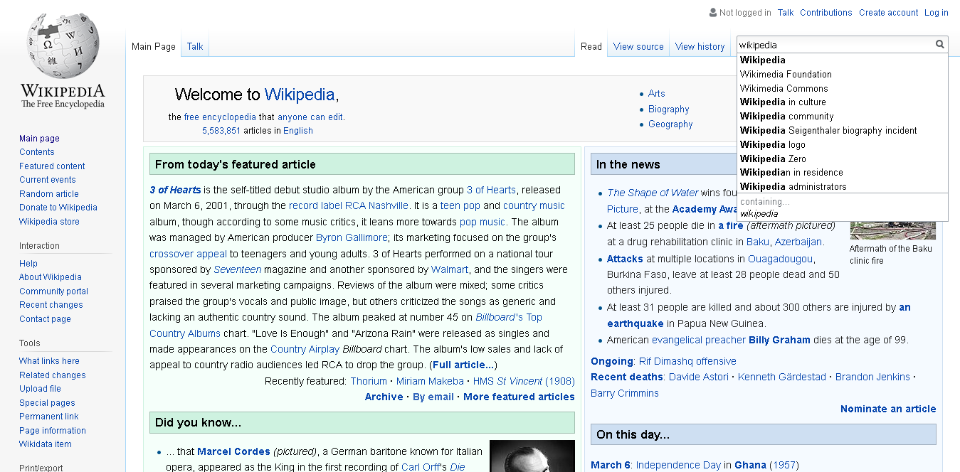 Not logged in Talk Contributions Create account Log in
WIKIPEDIA
The Free Encyclopedia
Main page
Contents
Featured content
Current events
Random article
Donate to Wikipedia
Wikipedia store
Interaction
Help
About Wikipedia
Community portal
Recent changes
Contact page
Tools
What links here
Related changes
Upload file
Special pages
Permanent link
Page information
Wikidata item
Print/export
Main Page Talk
Read View source View history
wikipedia
Wikipedia
Wikimedia Foundation
Wikimedia Commons
Wikipedia in culture
Wikipedia community
Wikipedia Seigenthaler biography incident
Wikipedia logo
Wikipedia Zero
Wikipedian in residence
Wikipedia administrators
containing...
wikipedia
Welcome to Wikipedia,
the free encyclopedia that anyone can edit.
5,583,851 articles in English
• Arts
• Biography
• Geography
From today's featured article
3 of Hearts is the self-titled debut studio album by the American group 3 of Hearts, released
on March 6, 2001, through the record label RCA Nashville. It is a teen pop and country music
album, though according to some music critics, it leans more towards pop music. The album
was managed by American producer Byron Gallimore; its marketing focused on the group's
crossover appeal to teenagers and young adults. 3 of Hearts performed on a national tour
sponsored by Seventeen magazine and another sponsored by Walmart, and the singers were
featured in several marketing campaigns. Reviews of the album were mixed; some critics
praised the group's vocals and public image, but others criticized the songs as generic and
lacking an authentic country sound. The album peaked at number 45 on Billboard's Top
Country Albums chart. "Love Is Enough" and "Arizona Rain" were released as singles and
made appearances on the Country Airplay Billboard chart. The album's low sales and lack of
appeal to country radio audiences led RCA to drop the group. (Full article...)
Recently featured: Thorium • Miriam Makeba • HMS St Vincent (1908)
Archive • By email • More featured articles
Did you know...
• ... that Marcel Cordes (pictured), a German baritone known for Italian
opera, appeared as the King in the first recording of Carl Orff's Die
In the news
• The Shape of Water wins
Picture, at the Academy
• At least 25 people die in a fire (aftermath pictured)
at a drug rehabilitation clinic in Baku, Azerbaijan.
• Attacks at multiple locations in Ouagadougou,
Burkina Faso, leave at least 28 people dead and 50
others injured.
• At least 31 people are killed and about 300 others are injured by an
earthquake in Papua New Guinea.
• American evangelical preacher Billy Graham dies at the age of 99.
Aftermath of the Baku
clinic fire
Ongoing: Rif Dimashq offensive
Recent deaths: Davide Astori • Kenneth Gärdestad • Brandon Jenkins •
Barry Crimmins
Nominate an article
On this day...
March 6: Independence Day in Ghana (1957)